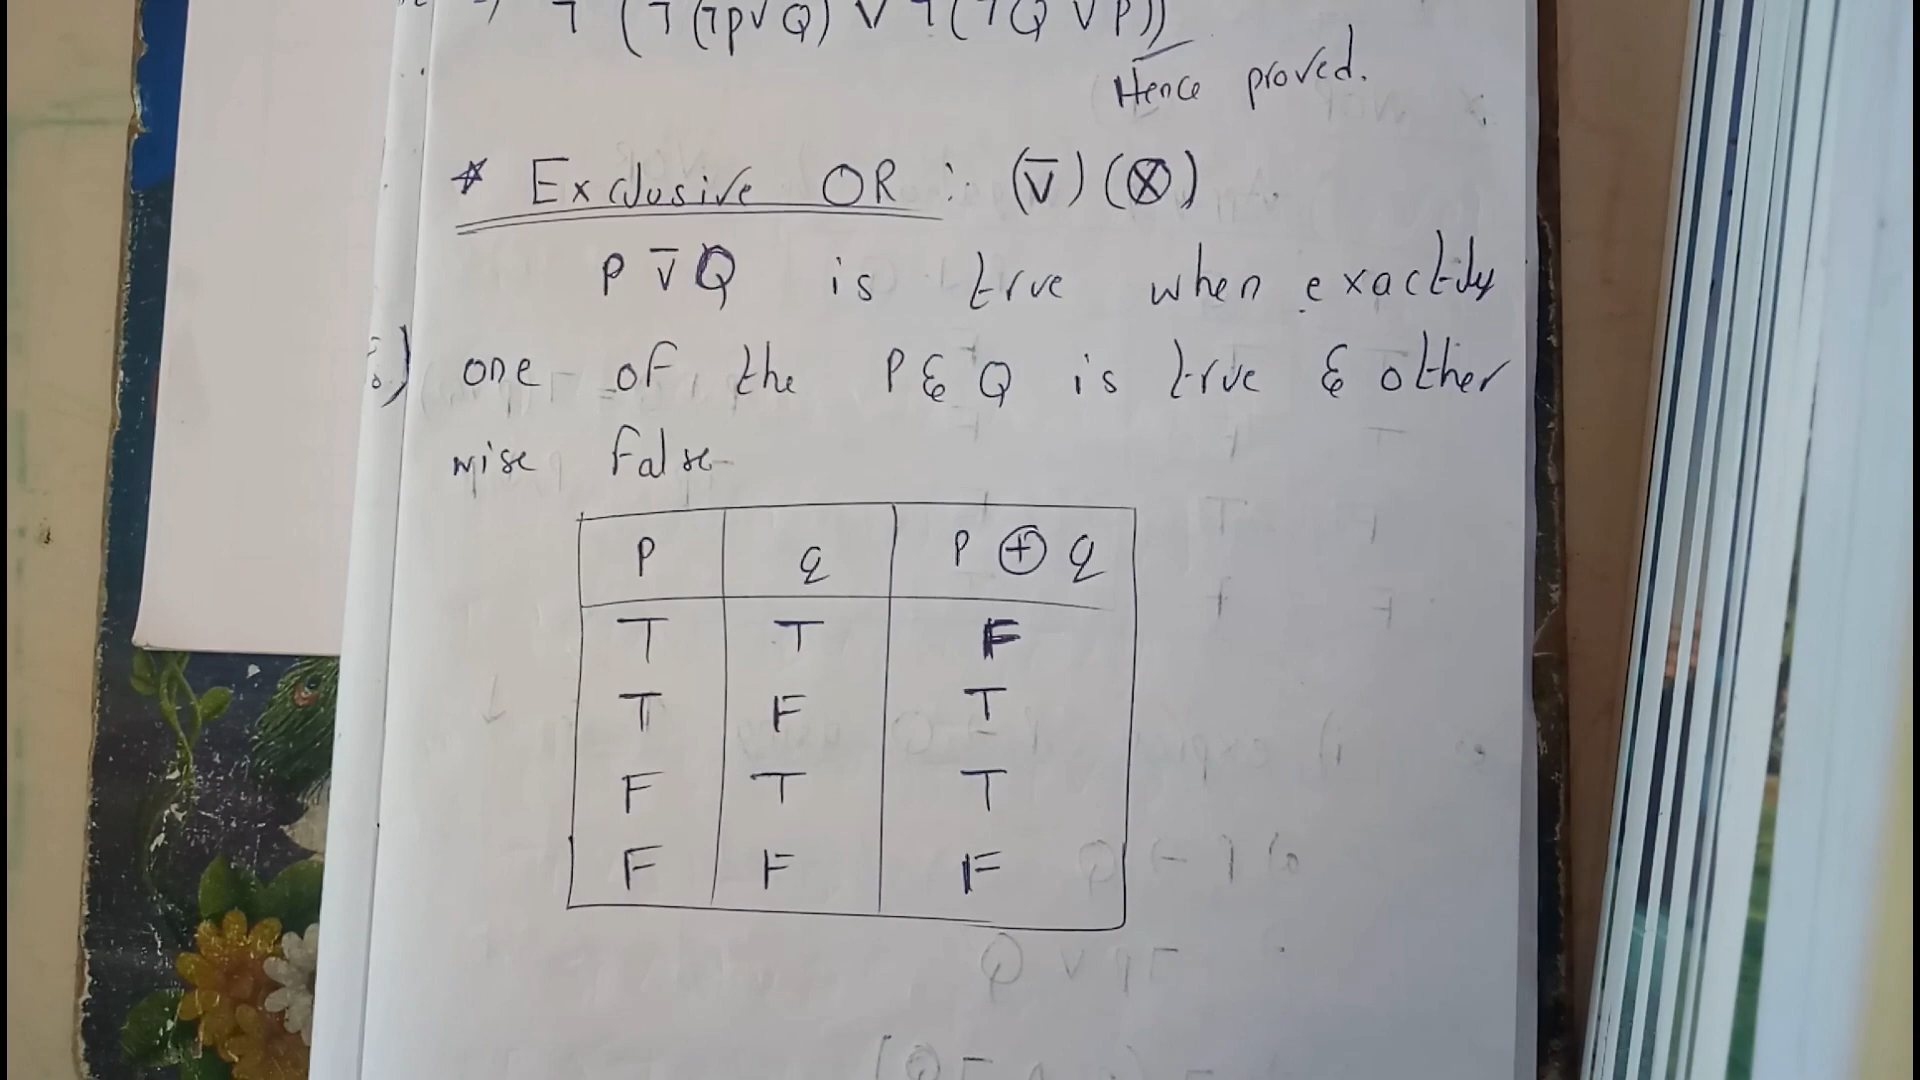 ¬ (¬ (¬p∨Q) ∨ ¬(¬Q ∨ P))
Hence proved.
* Exclusive OR : (⊽) (⊗)
P ⊽ Q is true when exactly
one of the P & Q is true & other
wise false
P q P ⊕ q
T T F
T F T
F T T
F F F